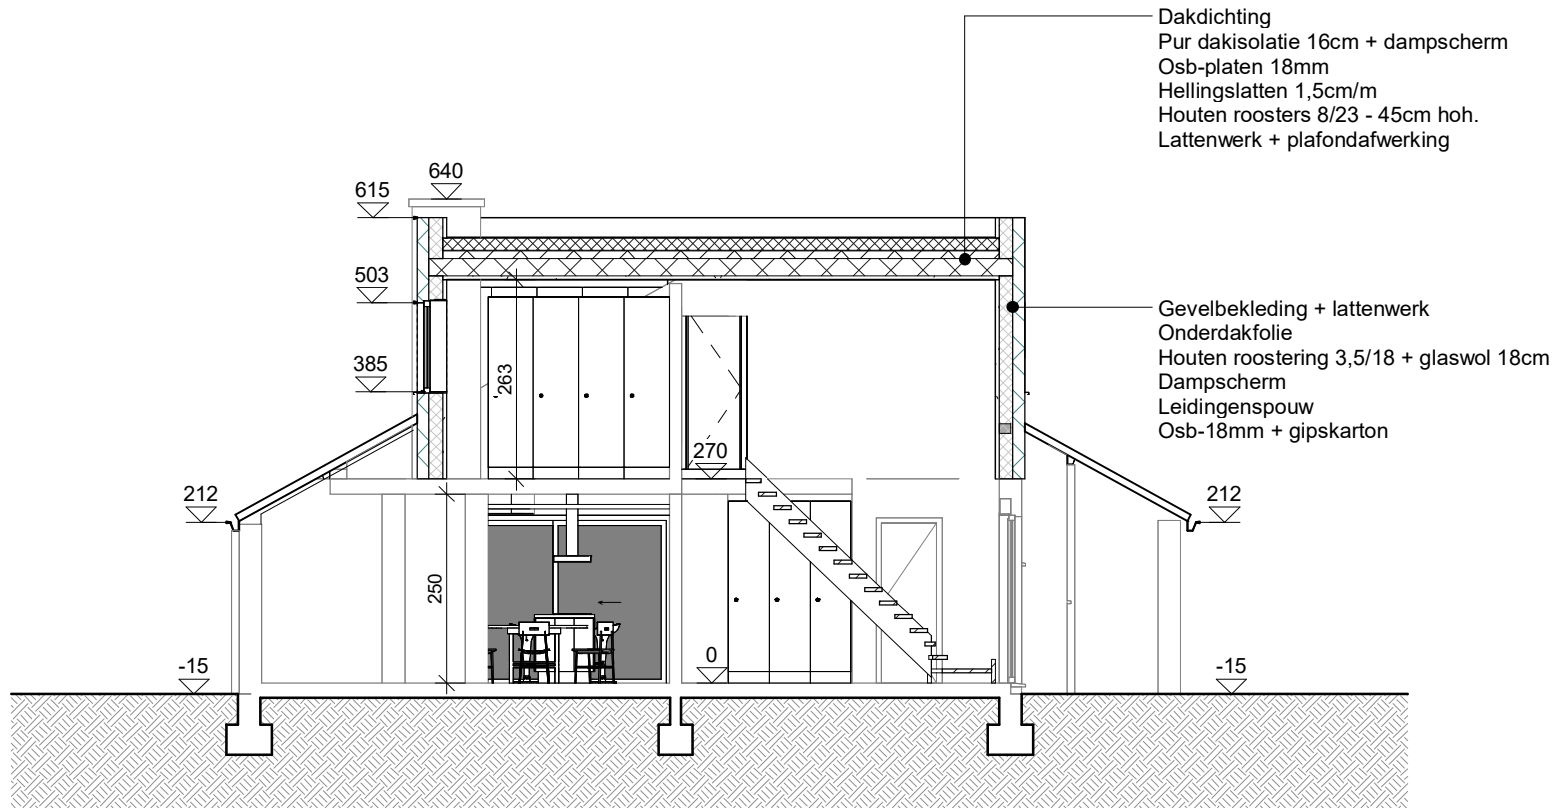 Dakdichting
Pur dakisolatie 16cm + dampscherm
Osb-platen 18mm
Hellingslatten 1,5cm/m
Houten roosters 8/23 - 45cm hoh.
Lattenwerk + plafondafwerking
640
615
503
385
263
270
212
212
250
0
-15
-15
Gevelbekleding + lattenwerk
Onderdakfolie
Houten roostering 3,5/18 + glaswol 18cm
Dampscherm
Leidingenspouw
Osb-18mm + gipskarton